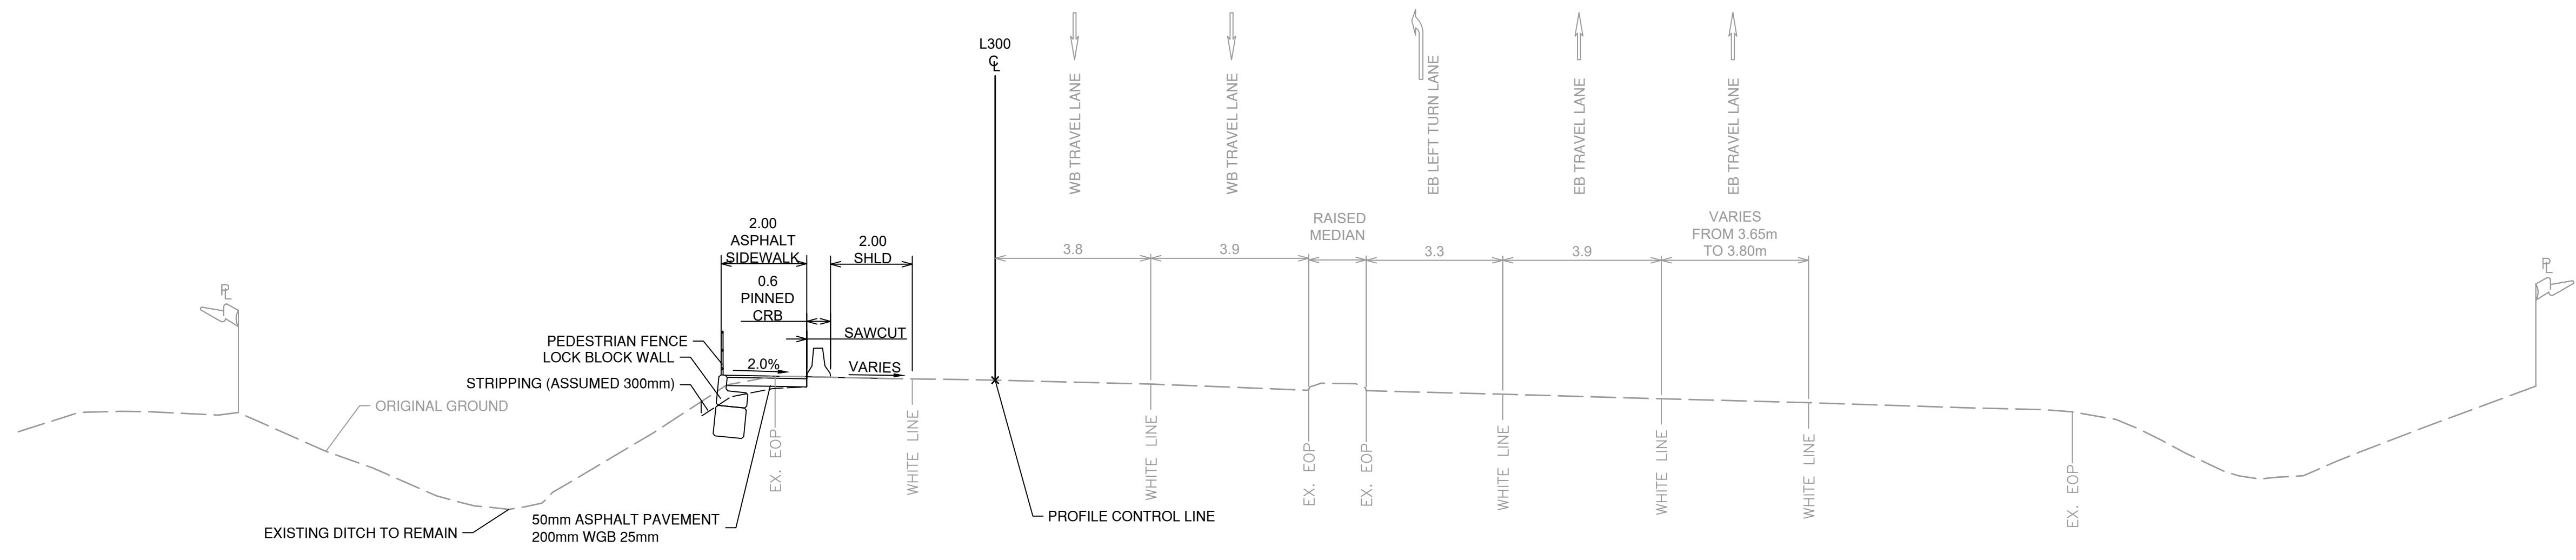 L300
CL
WB TRAVEL LANE
WB TRAVEL LANE
EB LEFT TURN LANE
EB TRAVEL LANE
EB TRAVEL LANE
2.00
ASPHALT
SIDEWALK
2.00
SHLD
0.6
PINNED
CRB
SAWCUT
VARIES
2.0%
3.8
3.9
RAISED
MEDIAN
3.3
3.9
VARIES
FROM 3.65m
TO 3.80m
PL
PL
PEDESTRIAN FENCE
LOCK BLOCK WALL
STRIPPING (ASSUMED 300mm)
ORIGINAL GROUND
EX. EOP
WHITE LINE
WHITE LINE
EX. EOP
EX. EOP
WHITE LINE
WHITE LINE
WHITE LINE
EX. EOP
EXISTING DITCH TO REMAIN
50mm ASPHALT PAVEMENT
200mm WGB 25mm
PROFILE CONTROL LINE